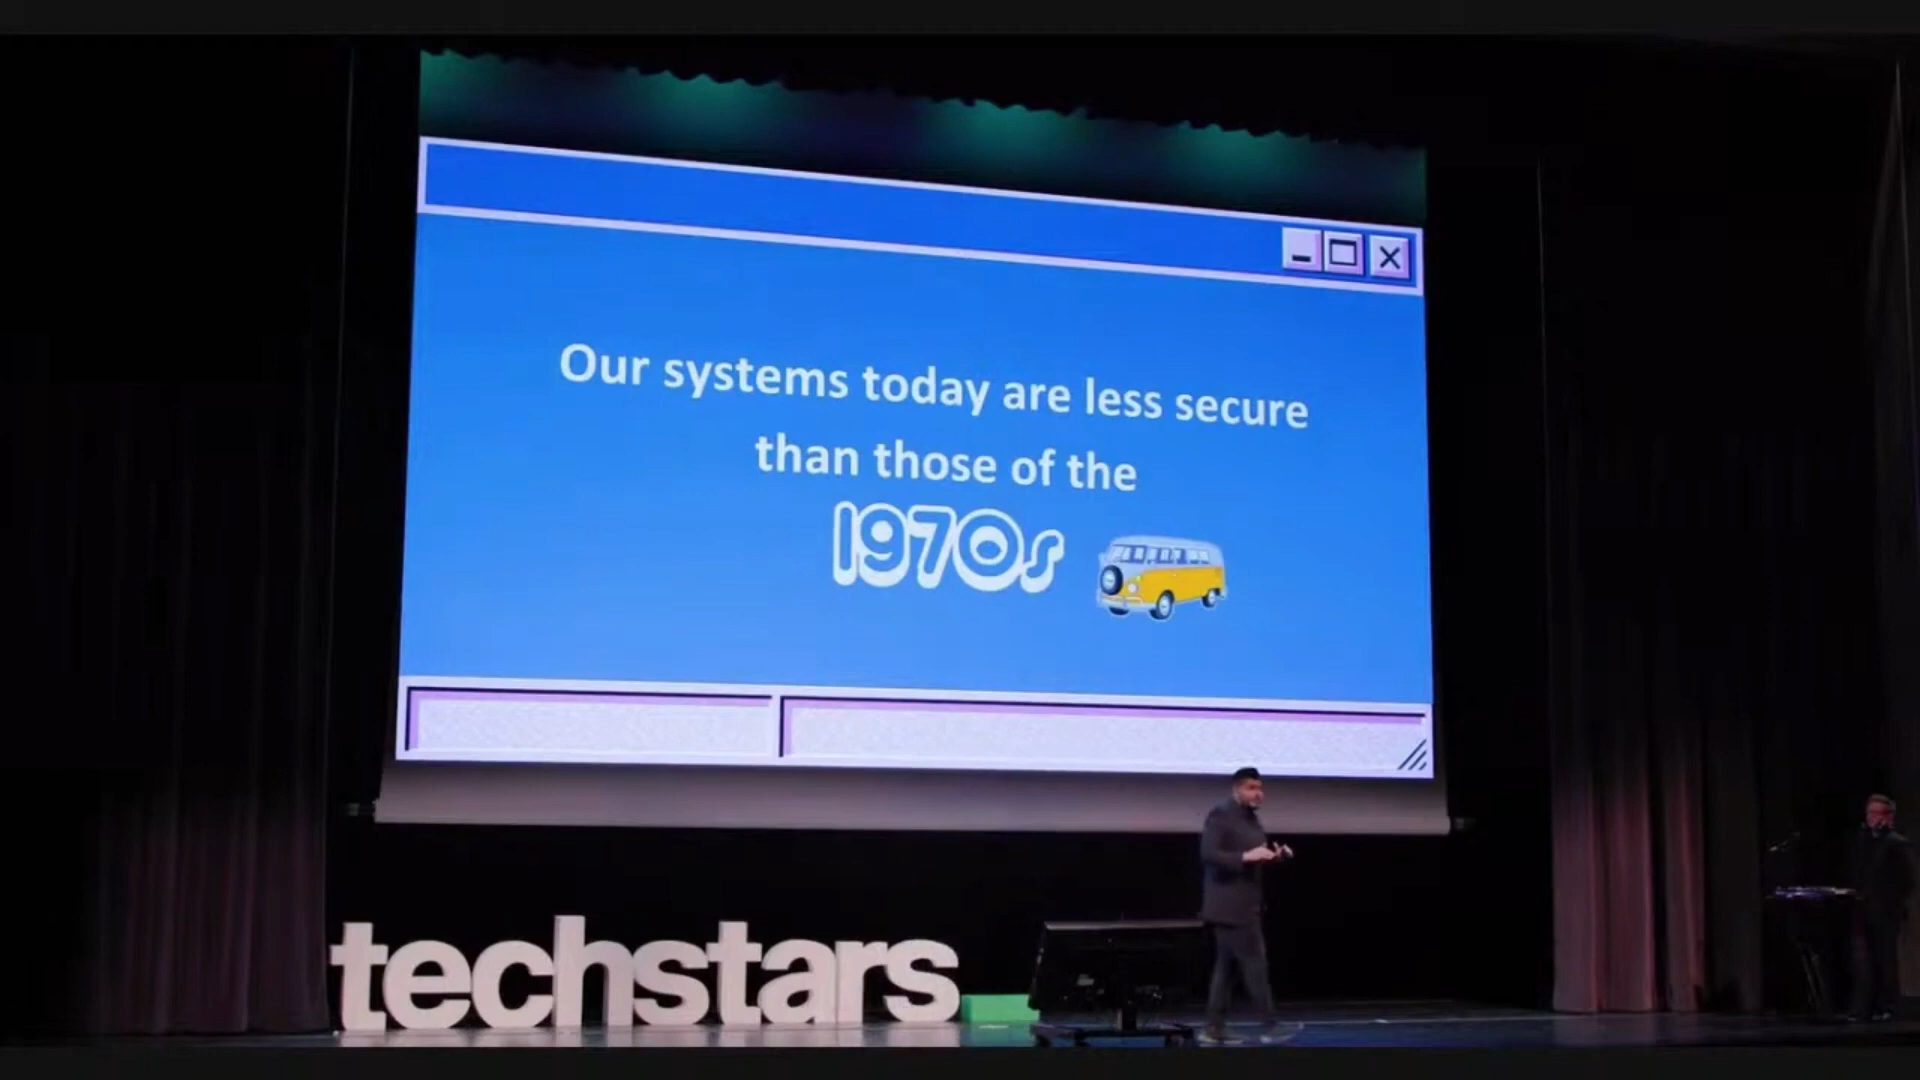 Our systems today are less secure
than those of the
1970s
techstars